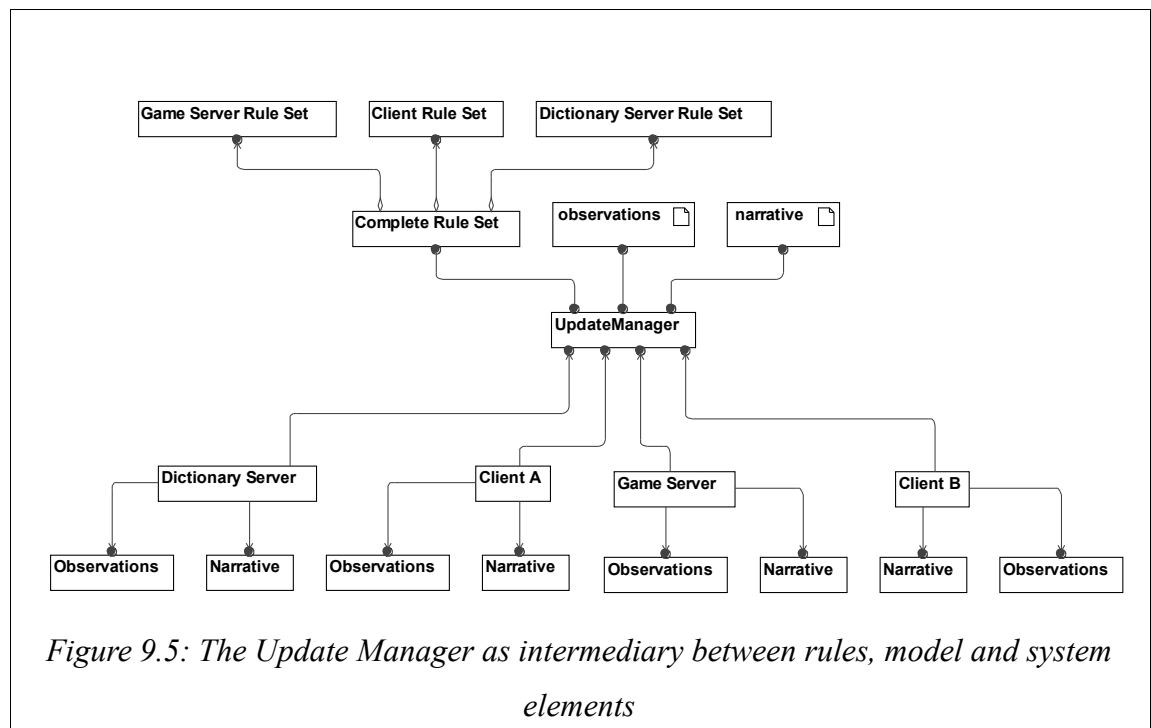 Game Server Rule Set
Client Rule Set
Dictionary Server Rule Set
Complete Rule Set
observations
narrative
UpdateManager
Dictionary Server
Client A
Game Server
Client B
Observations
Narrative
Observations
Narrative
Observations
Narrative
Narrative
Observations
Figure 9.5: The Update Manager as intermediary between rules, model and system
elements